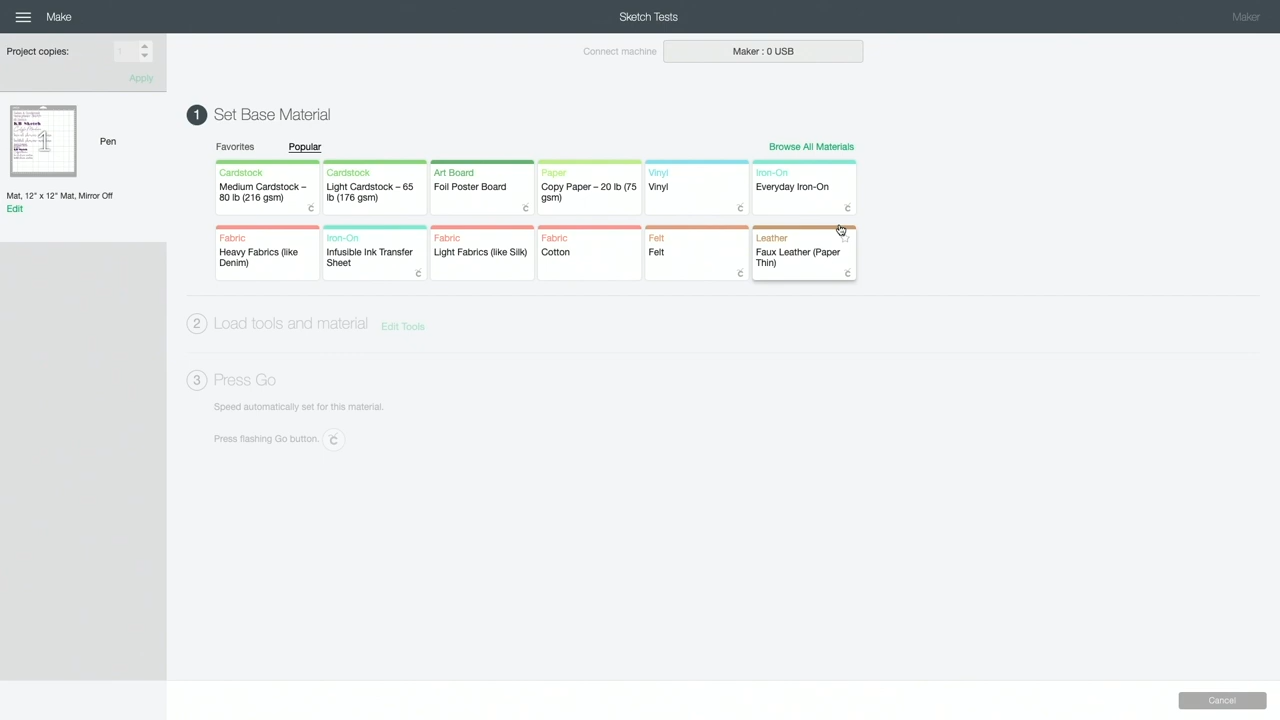 Make
Sketch Tests
Maker
Project copies:
1
Apply
Connect machine
Maker : 0 USB
1
Pen
Mat, 12" x 12" Mat, Mirror Off
Edit
1 Set Base Material
Favorites
Popular
Browse All Materials
Cardstock
Medium Cardstock –
80 lb (216 gsm)
Cardstock
Light Cardstock – 65
lb (176 gsm)
Art Board
Foil Poster Board
Paper
Copy Paper – 20 lb (75
gsm)
Vinyl
Vinyl
Iron-On
Everyday Iron-On
Fabric
Heavy Fabrics (like
Denim)
Iron-On
Infusible Ink Transfer
Sheet
Fabric
Light Fabrics (like Silk)
Fabric
Cotton
Felt
Felt
Leather
Faux Leather (Paper
Thin)
2 Load tools and material
Edit Tools
3 Press Go
Speed automatically set for this material.
Press flashing Go button.
Cancel